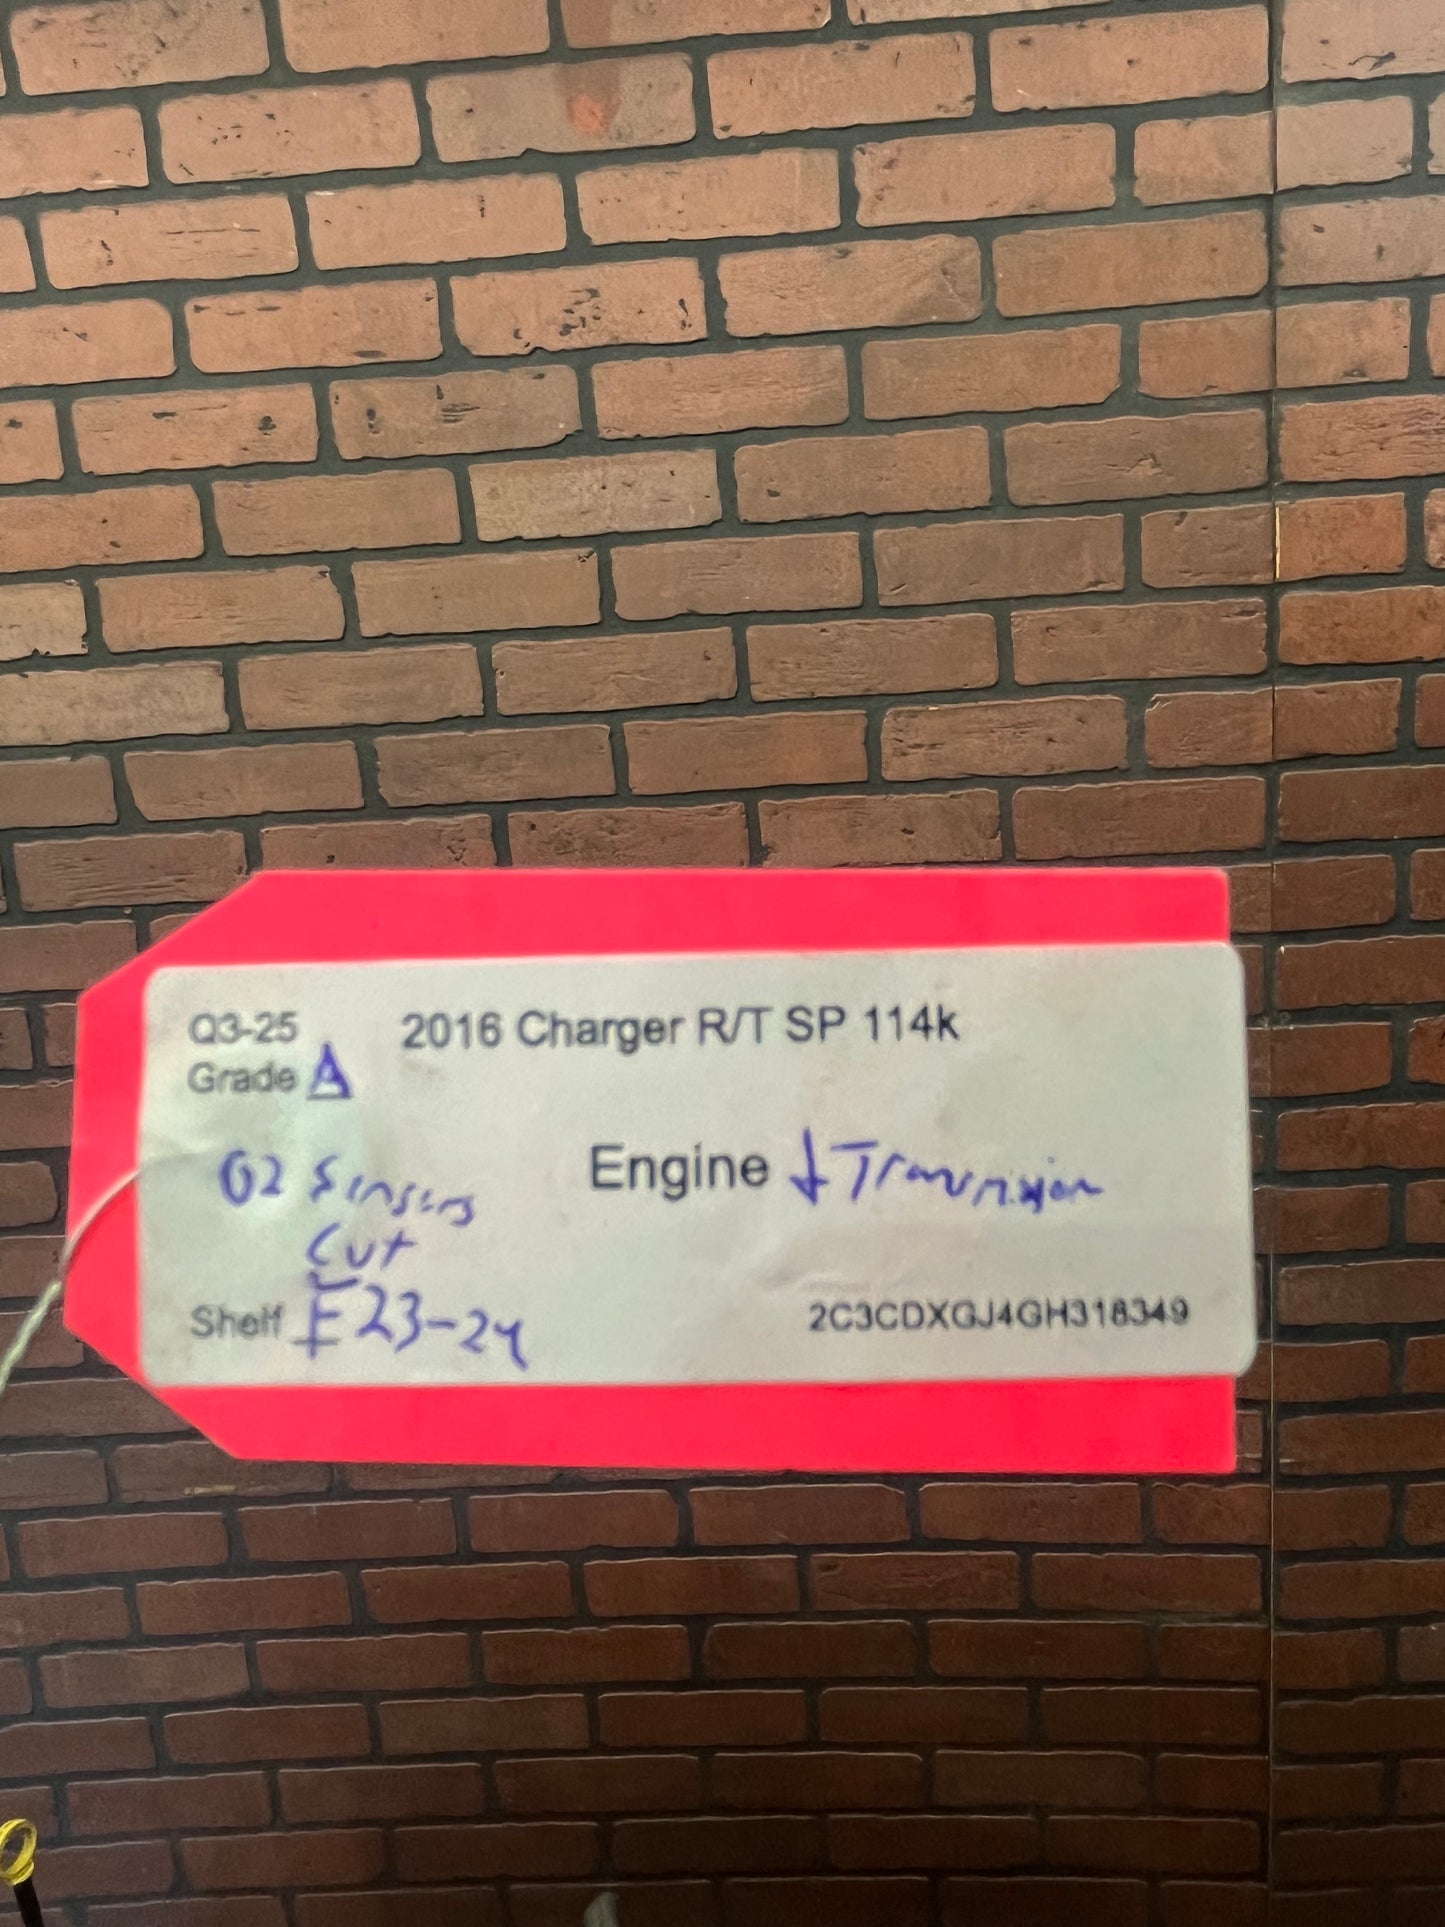 Q3-25 2016 Charger R/T SP 114k
Grade A
O2 Sensors Engine + Transmission
Cut
Shelf E23-24 2C3CDXGJ4GH318349